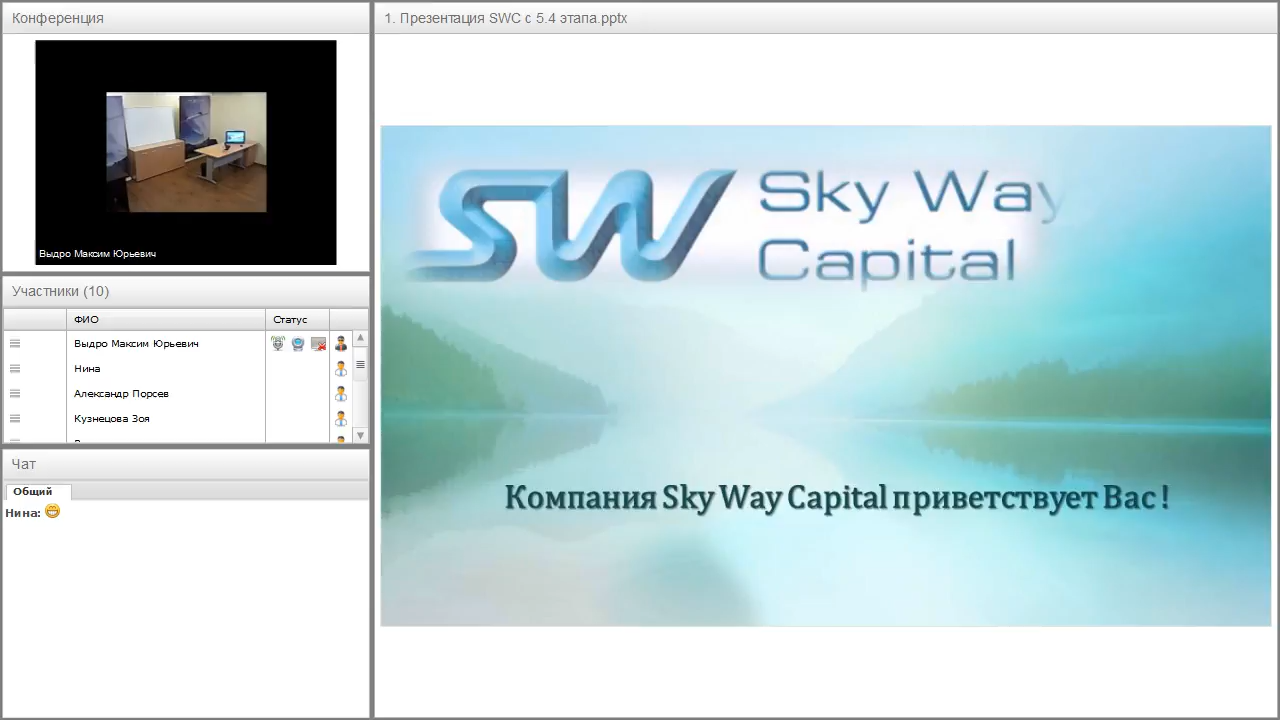 Конференция
Выдро Максим Юрьевич
Участники (10)
ФИО
Статус
Выдро Максим Юрьевич
Нина
Александр Порсев
Кузнецова Зоя
Чат
Общий
Нина:
1. Презентация SWC с 5.4 этапа.pptx
SW
Sky Way
Capital
Компания Sky Way Capital приветствует Вас !